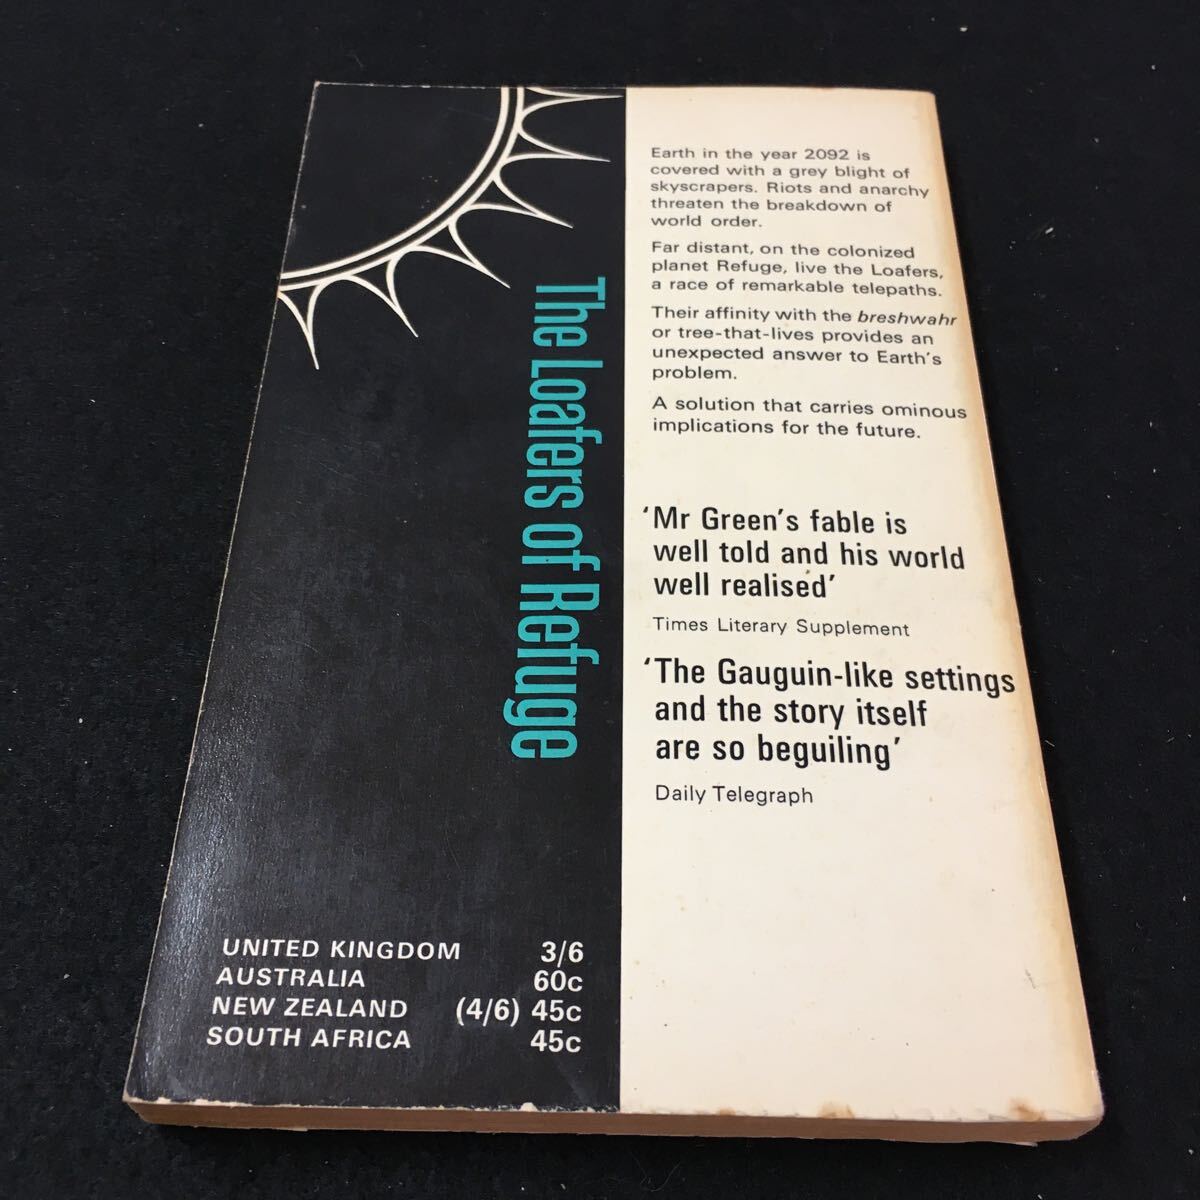 The Loafers of Refuge
Earth in the year 2092 is
covered with a grey blight of
skyscrapers. Riots and anarchy
threaten the breakdown of
world order.
Far distant, on the colonized
planet Refuge, live the Loafers,
a race of remarkable telepaths.
Their affinity with the breshwahr
or tree-that-lives provides an
unexpected answer to Earth's
problem.
A solution that carries ominous
implications for the future.
'Mr Green's fable is
well told and his world
well realised'
Times Literary Supplement
'The Gauguin-like settings
and the story itself
are so beguiling'
Daily Telegraph
UNITED KINGDOM 3/6
AUSTRALIA 60c
NEW ZEALAND (4/6) 45c
SOUTH AFRICA 45c